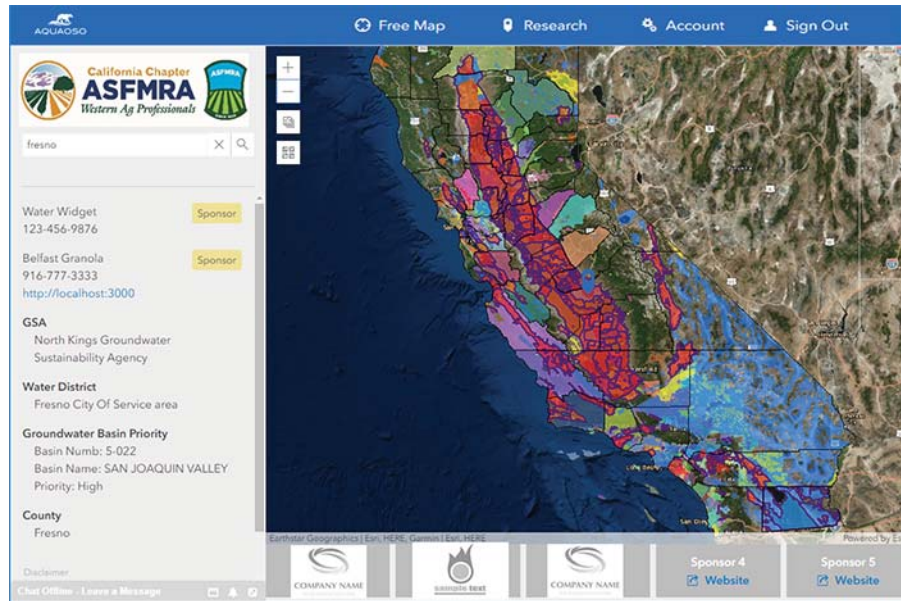 AQUAOSO
Free Map
Research
Account
Sign Out
California Chapter
ASFMRA
Western Ag Professionals
ASFMRA
fresno
Water Widget
Sponsor
123-456-9876
Belfast Granola
Sponsor
916-777-3333
http://localhost:3000
GSA
North Kings Groundwater
Sustainability Agency
Water District
Fresno City Of Service area
Groundwater Basin Priority
Basin Numb: 5-022
Basin Name: SAN JOAQUIN VALLEY
Priority: High
County
Fresno
Disclaimer
Chat Offline - Leave a Message
Long Beach
Earthstar Geographics | Esri, HERE, Garmin | Esri, HERE
Powered by Es
COMPANY NAME
sample text
COMPANY NAME
Sponsor 4
Website
Sponsor 5
Website